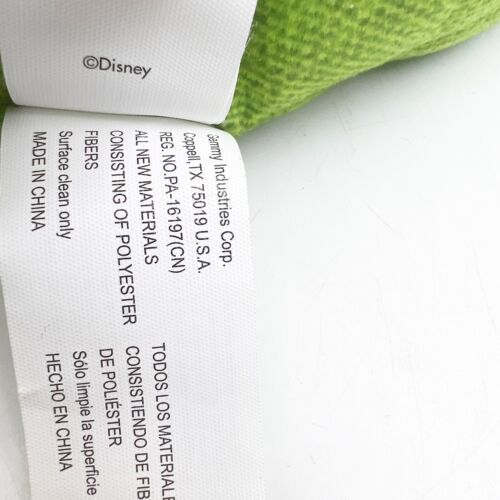 ©Disney
Gemmy Industries Corp.
Coppell,TX 75019 U.S.A.
REG. NO.PA-16197(CN)
ALL NEW MATERIALS
CONSISTING OF POLYESTER
FIBERS
Surface clean only
MADE IN CHINA
TODOS LOS MATERIALE
CONSISTIENDO DE FIB
DE POLIÉSTER
Sólo limpie la superficie
HECHO EN CHINA